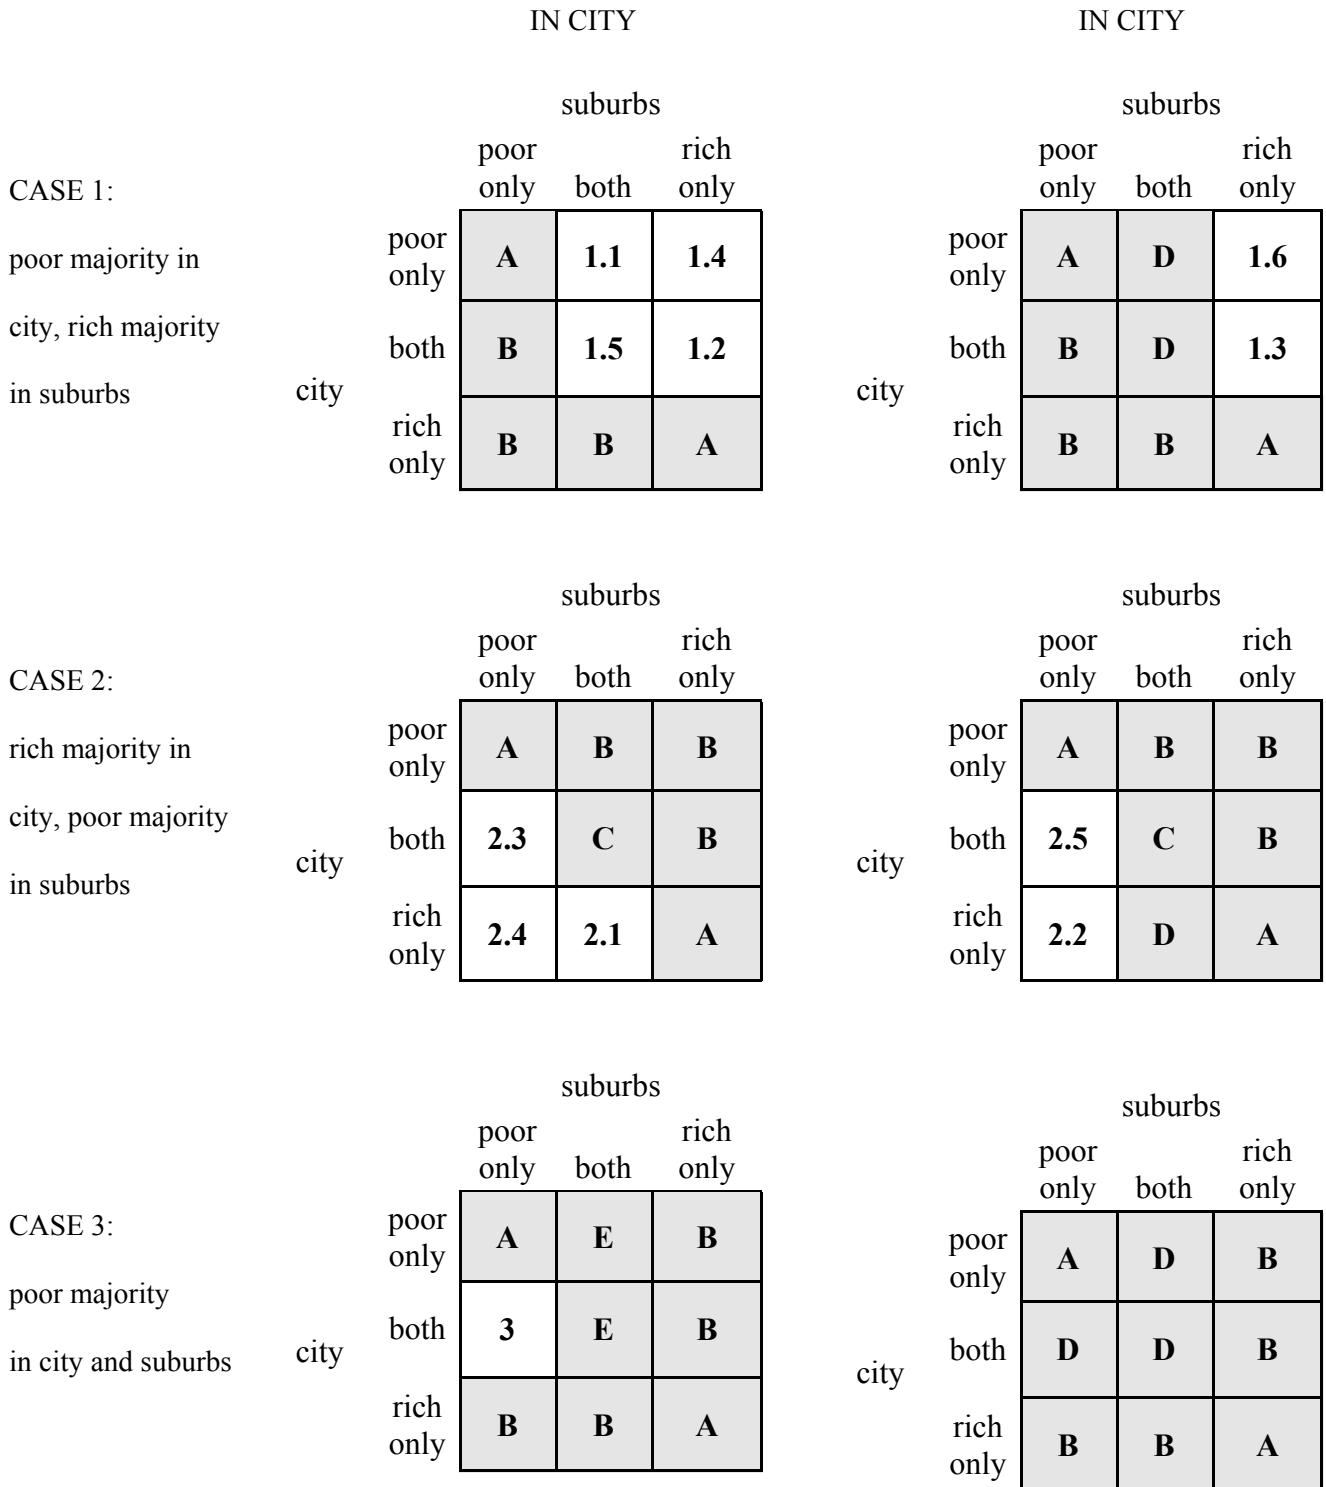 IN CITY IN CITY
suburbs suburbs
poor rich poor rich
only both only only both only
CASE 1:
poor only A 1.1 1.4 poor only A D 1.6
poor majority in
city, rich majority
both B 1.5 1.2 both B D 1.3
in suburbs city city
rich only B B A rich only B B A
suburbs suburbs
poor rich poor rich
only both only only both only
CASE 2:
poor only A B B poor only A B B
rich majority in
city, poor majority
both 2.3 C B both 2.5 C B
in suburbs city city
rich only 2.4 2.1 A rich only 2.2 D A
suburbs suburbs
poor rich poor rich
only both only only both only
CASE 3:
poor only A E B poor only A D B
poor majority
both 3 E B both D D B
in city and suburbs city city
rich only B B A rich only B B A